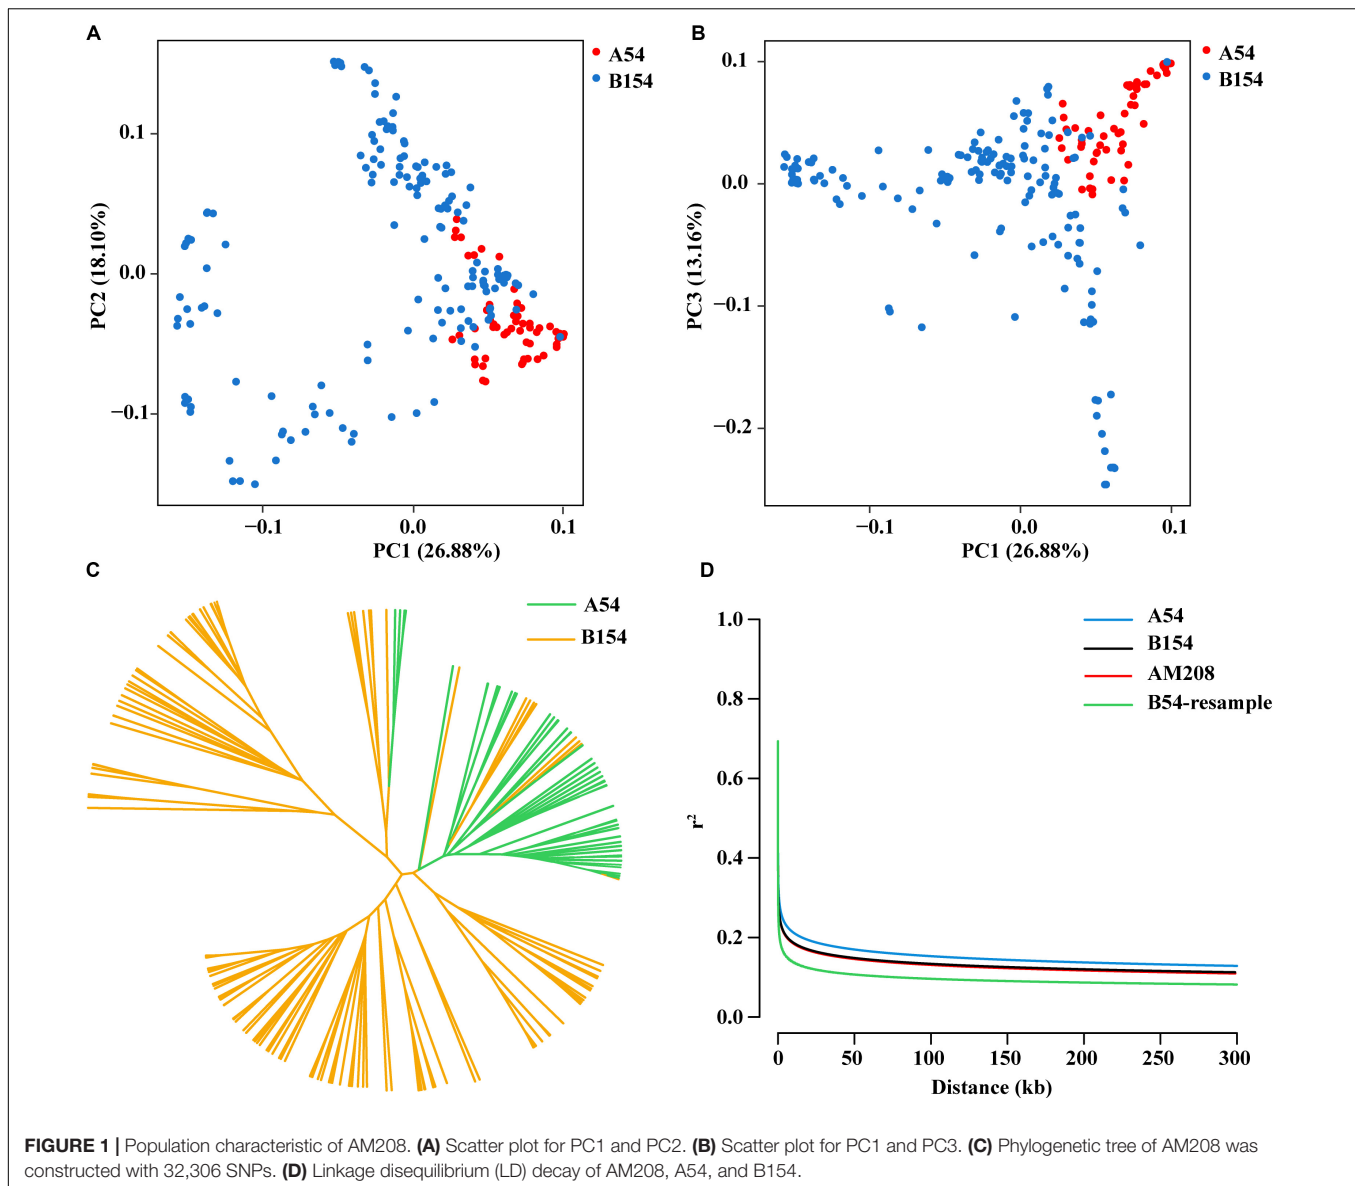 A
A54
B154
0.1
0.0
−0.1
PC2 (18.10%)
−0.1
0.0
0.1
PC1 (26.88%)
B
A54
B154
0.1
0.0
−0.1
−0.2
PC3 (13.16%)
−0.1
0.0
0.1
PC1 (26.88%)
C
A54
B154
D
A54
B154
AM208
B54-resample
1.0
0.8
0.6
0.4
0.2
0.0
r²
0
50
100
150
200
250
300
Distance (kb)
FIGURE 1 | Population characteristic of AM208. (A) Scatter plot for PC1 and PC2. (B) Scatter plot for PC1 and PC3. (C) Phylogenetic tree of AM208 was
constructed with 32,306 SNPs. (D) Linkage disequilibrium (LD) decay of AM208, A54, and B154.